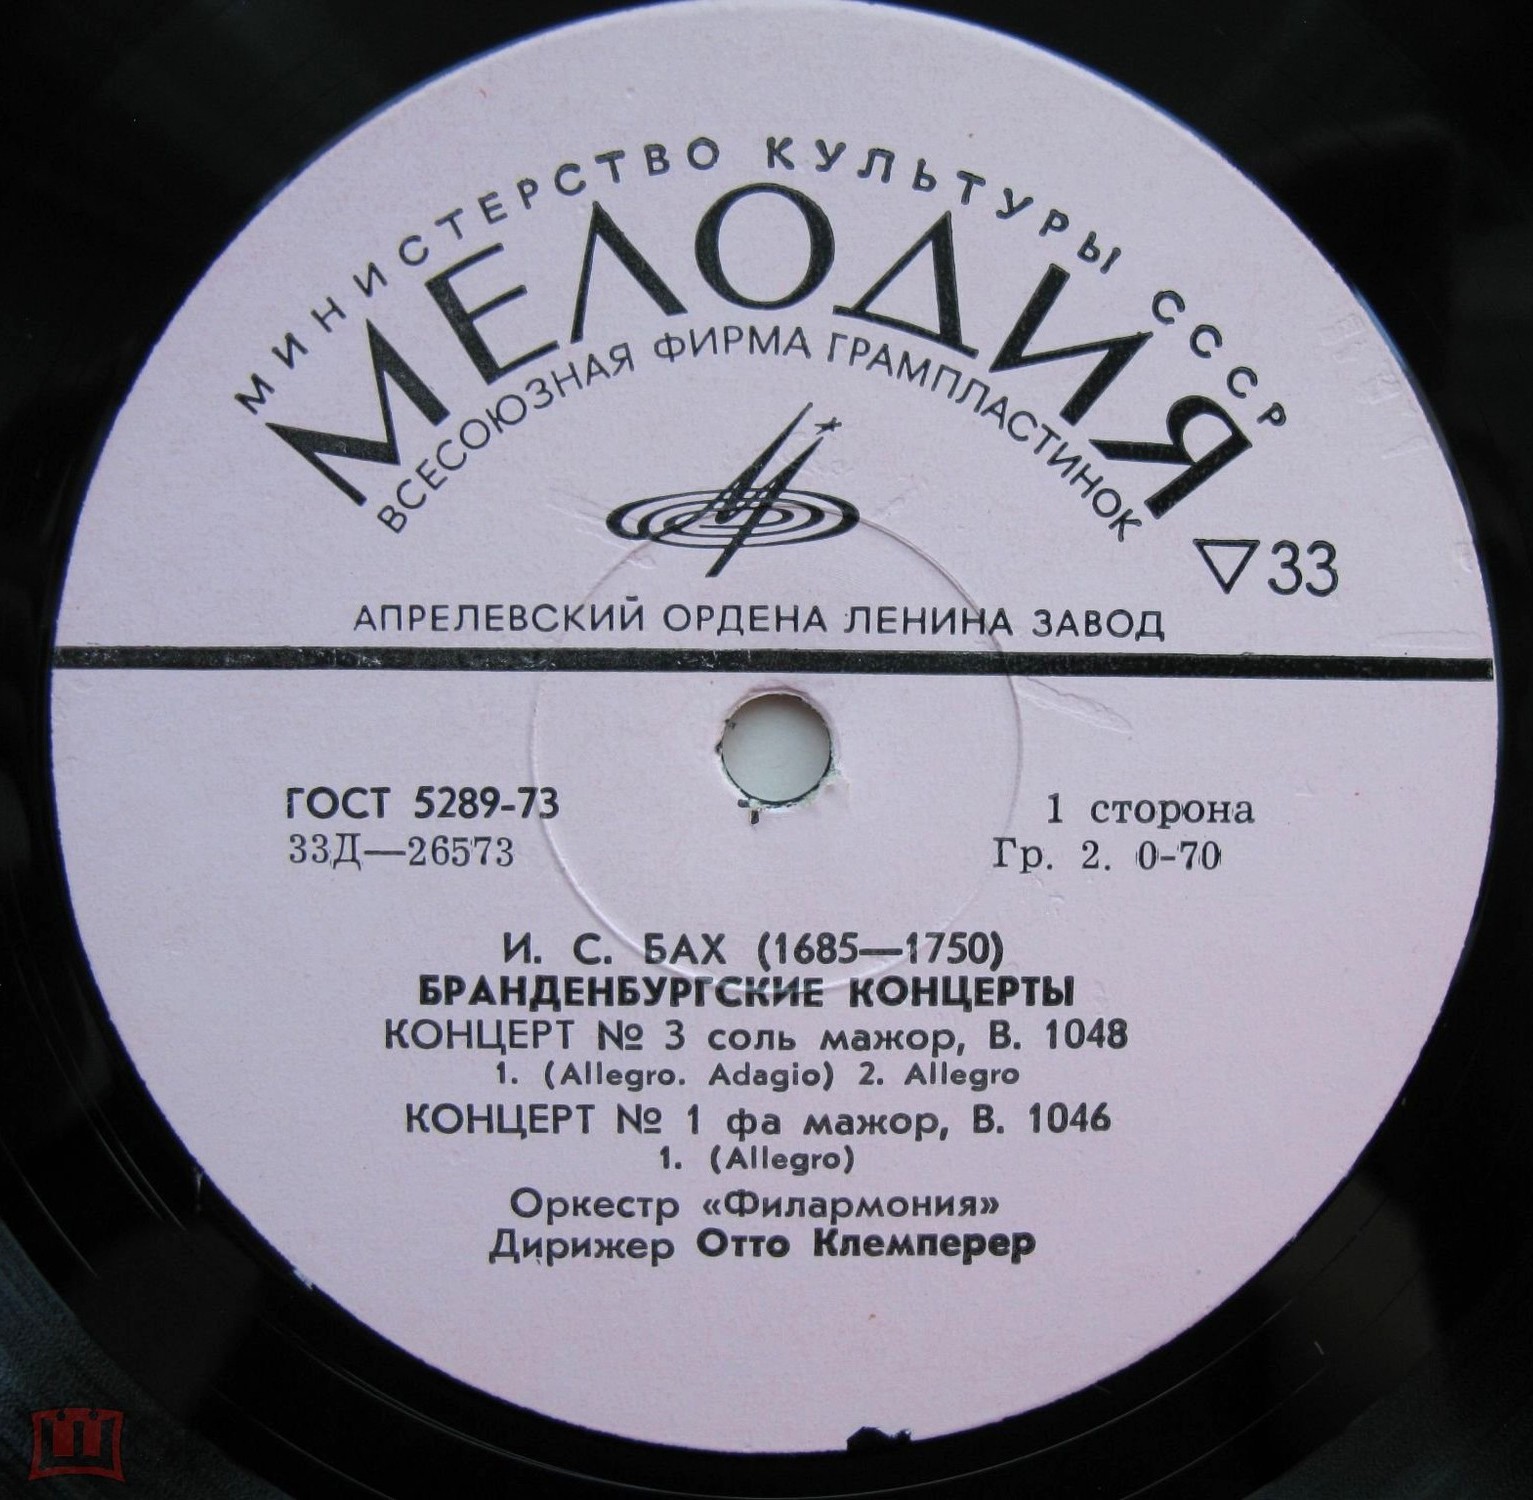 МИНИСТЕРСТВО КУЛЬТУРЫ СССР
МЕЛОДИЯ
ВСЕСОЮЗНАЯ ФИРМА ГРАМПЛАСТИНОК
▽33
АПРЕЛЕВСКИЙ ОРДЕНА ЛЕНИНА ЗАВОД
ГОСТ 5289-73
33Д—26573
1 сторона
Гр. 2. 0-70
И. С. БАХ (1685—1750)
БРАНДЕНБУРГСКИЕ КОНЦЕРТЫ
КОНЦЕРТ № 3 соль мажор, В. 1048
1. (Allegro. Adagio) 2. Allegro
КОНЦЕРТ № 1 фа мажор, В. 1046
1. (Allegro)
Оркестр «Филармония»
Дирижер Отто Клемперер